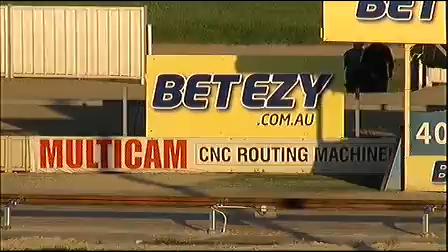 BET
BETEZY
.COM.AU
40
MULTICAM CNC ROUTING MACHINE